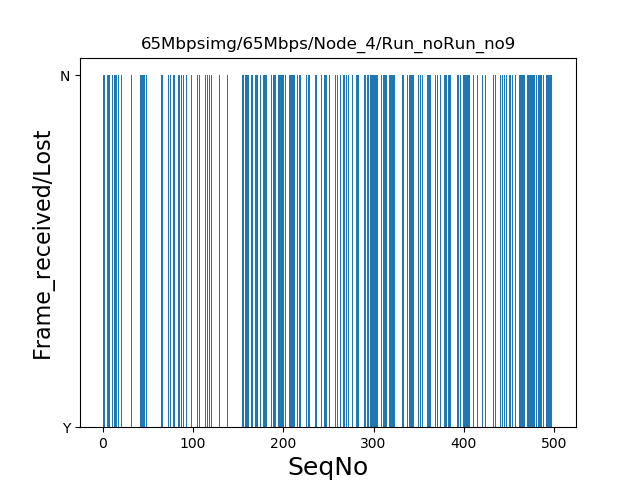 65Mbpsimg/65Mbps/Node_4/Run_noRun_no9
N
Frame_received/Lost
Y
0 100 200 300 400 500
SeqNo